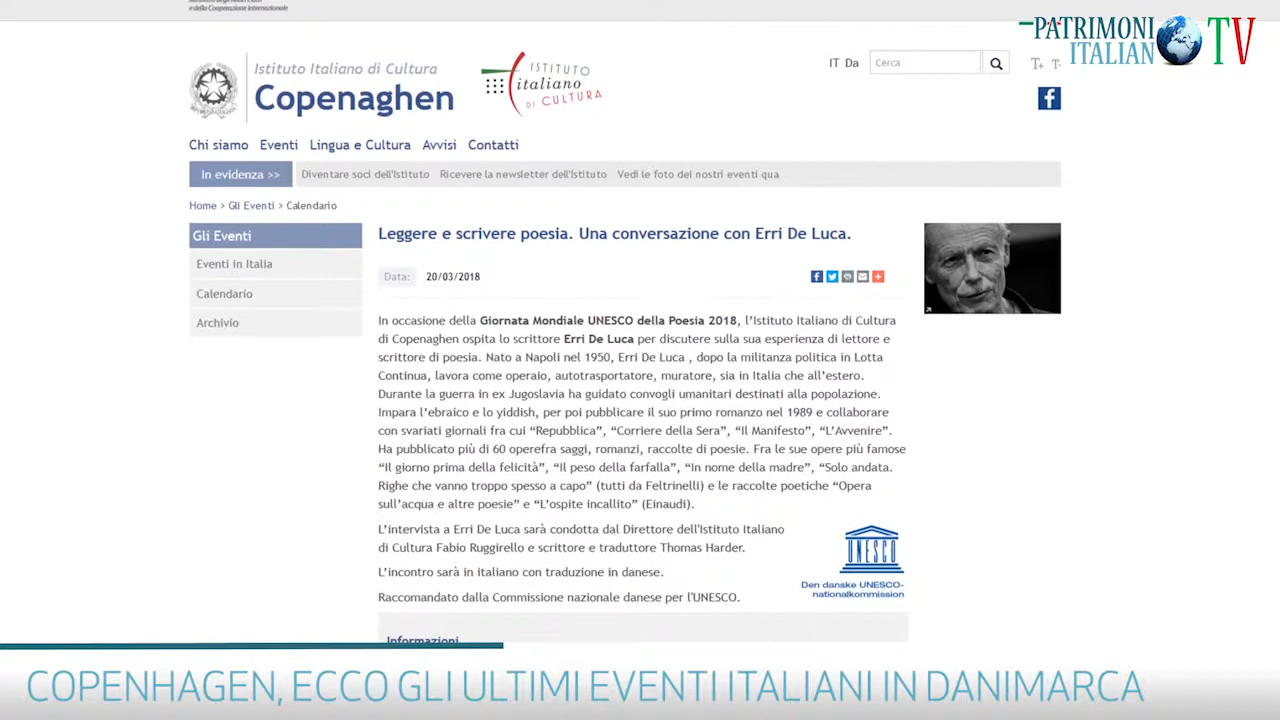 e della Cooperazione Internazionale
PATRIMONI
ITALIAN TV
Istituto Italiano di Cultura
Copenaghen
ISTITUTO
italiano
DI CULTURA
IT Da
Cerca
T+ T-
f
Chi siamo Eventi Lingua e Cultura Avvisi Contatti
In evidenza >> Diventare soci dell'Istituto Ricevere la newsletter dell'Istituto Vedi le foto dei nostri eventi qua
Home > Gli Eventi > Calendario
Gli Eventi
Eventi in Italia
Calendario
Archivio
Leggere e scrivere poesia. Una conversazione con Erri De Luca.
Data: 20/03/2018
In occasione della Giornata Mondiale UNESCO della Poesia 2018, l'Istituto Italiano di Cultura
di Copenaghen ospita lo scrittore Erri De Luca per discutere sulla sua esperienza di lettore e
scrittore di poesia. Nato a Napoli nel 1950, Erri De Luca , dopo la militanza politica in Lotta
Continua, lavora come operaio, autotrasportatore, muratore, sia in Italia che all'estero.
Durante la guerra in ex Jugoslavia ha guidato convogli umanitari destinati alla popolazione.
Impara l'ebraico e lo yiddish, per poi pubblicare il suo primo romanzo nel 1989 e collaborare
con svariati giornali fra cui “Repubblica”, “Corriere della Sera”, “Il Manifesto”, “L'Avvenire”.
Ha pubblicato più di 60 operefra saggi, romanzi, raccolte di poesie. Fra le sue opere più famose
“Il giorno prima della felicità”, “Il peso della farfalla”, “In nome della madre”, “Solo andata.
Righe che vanno troppo spesso a capo” (tutti da Feltrinelli) e le raccolte poetiche “Opera
sull'acqua e altre poesie” e “L'ospite incallito” (Einaudi).
L'intervista a Erri De Luca sarà condotta dal Direttore dell'Istituto Italiano
di Cultura Fabio Ruggirello e scrittore e traduttore Thomas Harder.
L'incontro sarà in italiano con traduzione in danese.
Raccomandato dalla Commissione nazionale danese per l'UNESCO.
UNESCO
Den danske UNESCO-
nationalkommission
Informazioni
COPENHAGEN, ECCO GLI ULTIMI EVENTI ITALIANI IN DANIMARCA